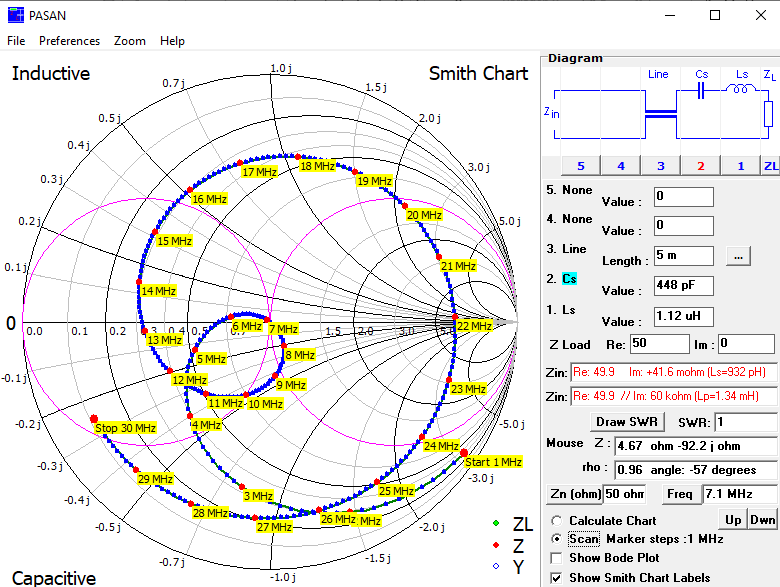 PASAN
File Preferences Zoom Help
Inductive
Smith Chart
1.0 j
0.7 j
1.5 j
0.5 j
2.0 j
0.3 j
3.0 j
0.2 j
5.0 j
0.1 j
17 MHz
18 MHz
19 MHz
16 MHz
20 MHz
15 MHz
21 MHz
14 MHz
0
0.0 0.1 0.2 0.3 0.4 0.5
1.5 2.0 3.0 5.0
6 MHz
7 MHz
22 MHz
13 MHz
5 MHz
8 MHz
12 MHz
9 MHz
23 MHz
11 MHz
10 MHz
-0.1 j
-0.2 j
Stop 30 MHz
4 MHz
24 MHz
-5.0 j
Start 1 MHz
-3.0 j
-0.3 j
29 MHz
3 MHz
25 MHz
-0.4 j
28 MHz
27 MHz
26 MHz
MHz
-0.5 j
-2.0 j
-0.7 j
-1.0 j
-1.5 j
Capacitive
ZL
Z
Y
Diagram
Line Cs Ls ZL
Zin
5 4 3 2 1 ZL
5. None
Value : 0
4. None
Value : 0
3. Line
Length : 5 m ...
2. Cs
Value : 448 pF
1. Ls
Value : 1.12 uH
Z Load Re: 50 Im : 0
Zin: Re: 49.9 Im: +41.6 mohm (Ls=932 pH)
Zin: Re: 49.9 // Im: 60 kohm (Lp=1.34 mH)
Draw SWR SWR: 1
Mouse Z : 4.67 ohm -92.2 j ohm
rho : 0.96 angle: -57 degrees
Zn (ohm) 50 ohm Freq 7.1 MHz
Calculate Chart Up Dwn
Scan Marker steps :1 MHz
Show Bode Plot
Show Smith Chart Labels